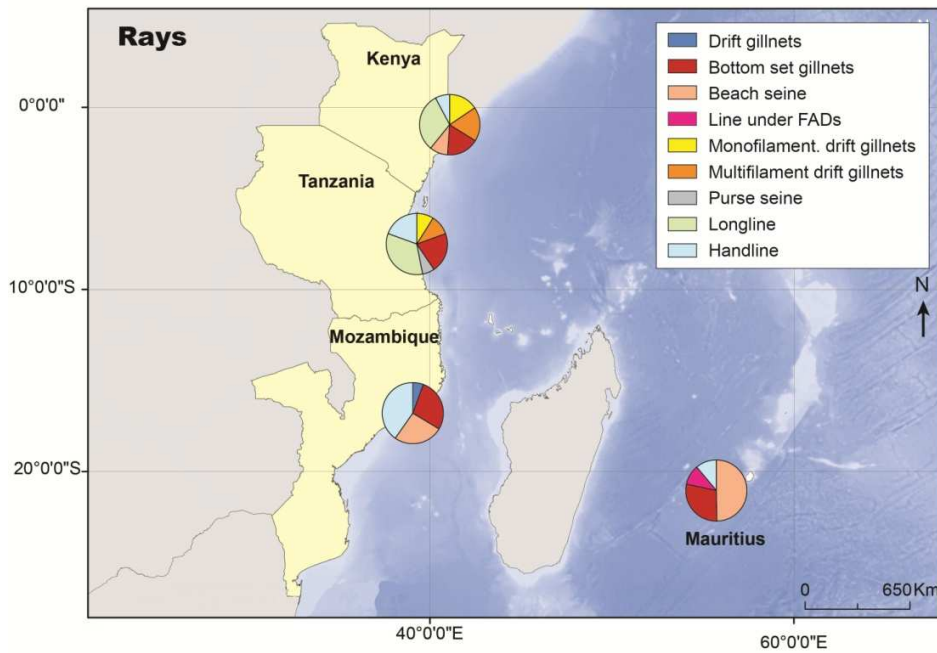 Rays
Kenya
Tanzania
Mozambique
Mauritius
Drift gillnets
Bottom set gillnets
Beach seine
Line under FADs
Monofilament. drift gillnets
Multifilament drift gillnets
Purse seine
Longline
Handline
N
0°0'0"
10°0'0"S
20°0'0"S
40°0'0"E
60°0'0"E
0 650 Km